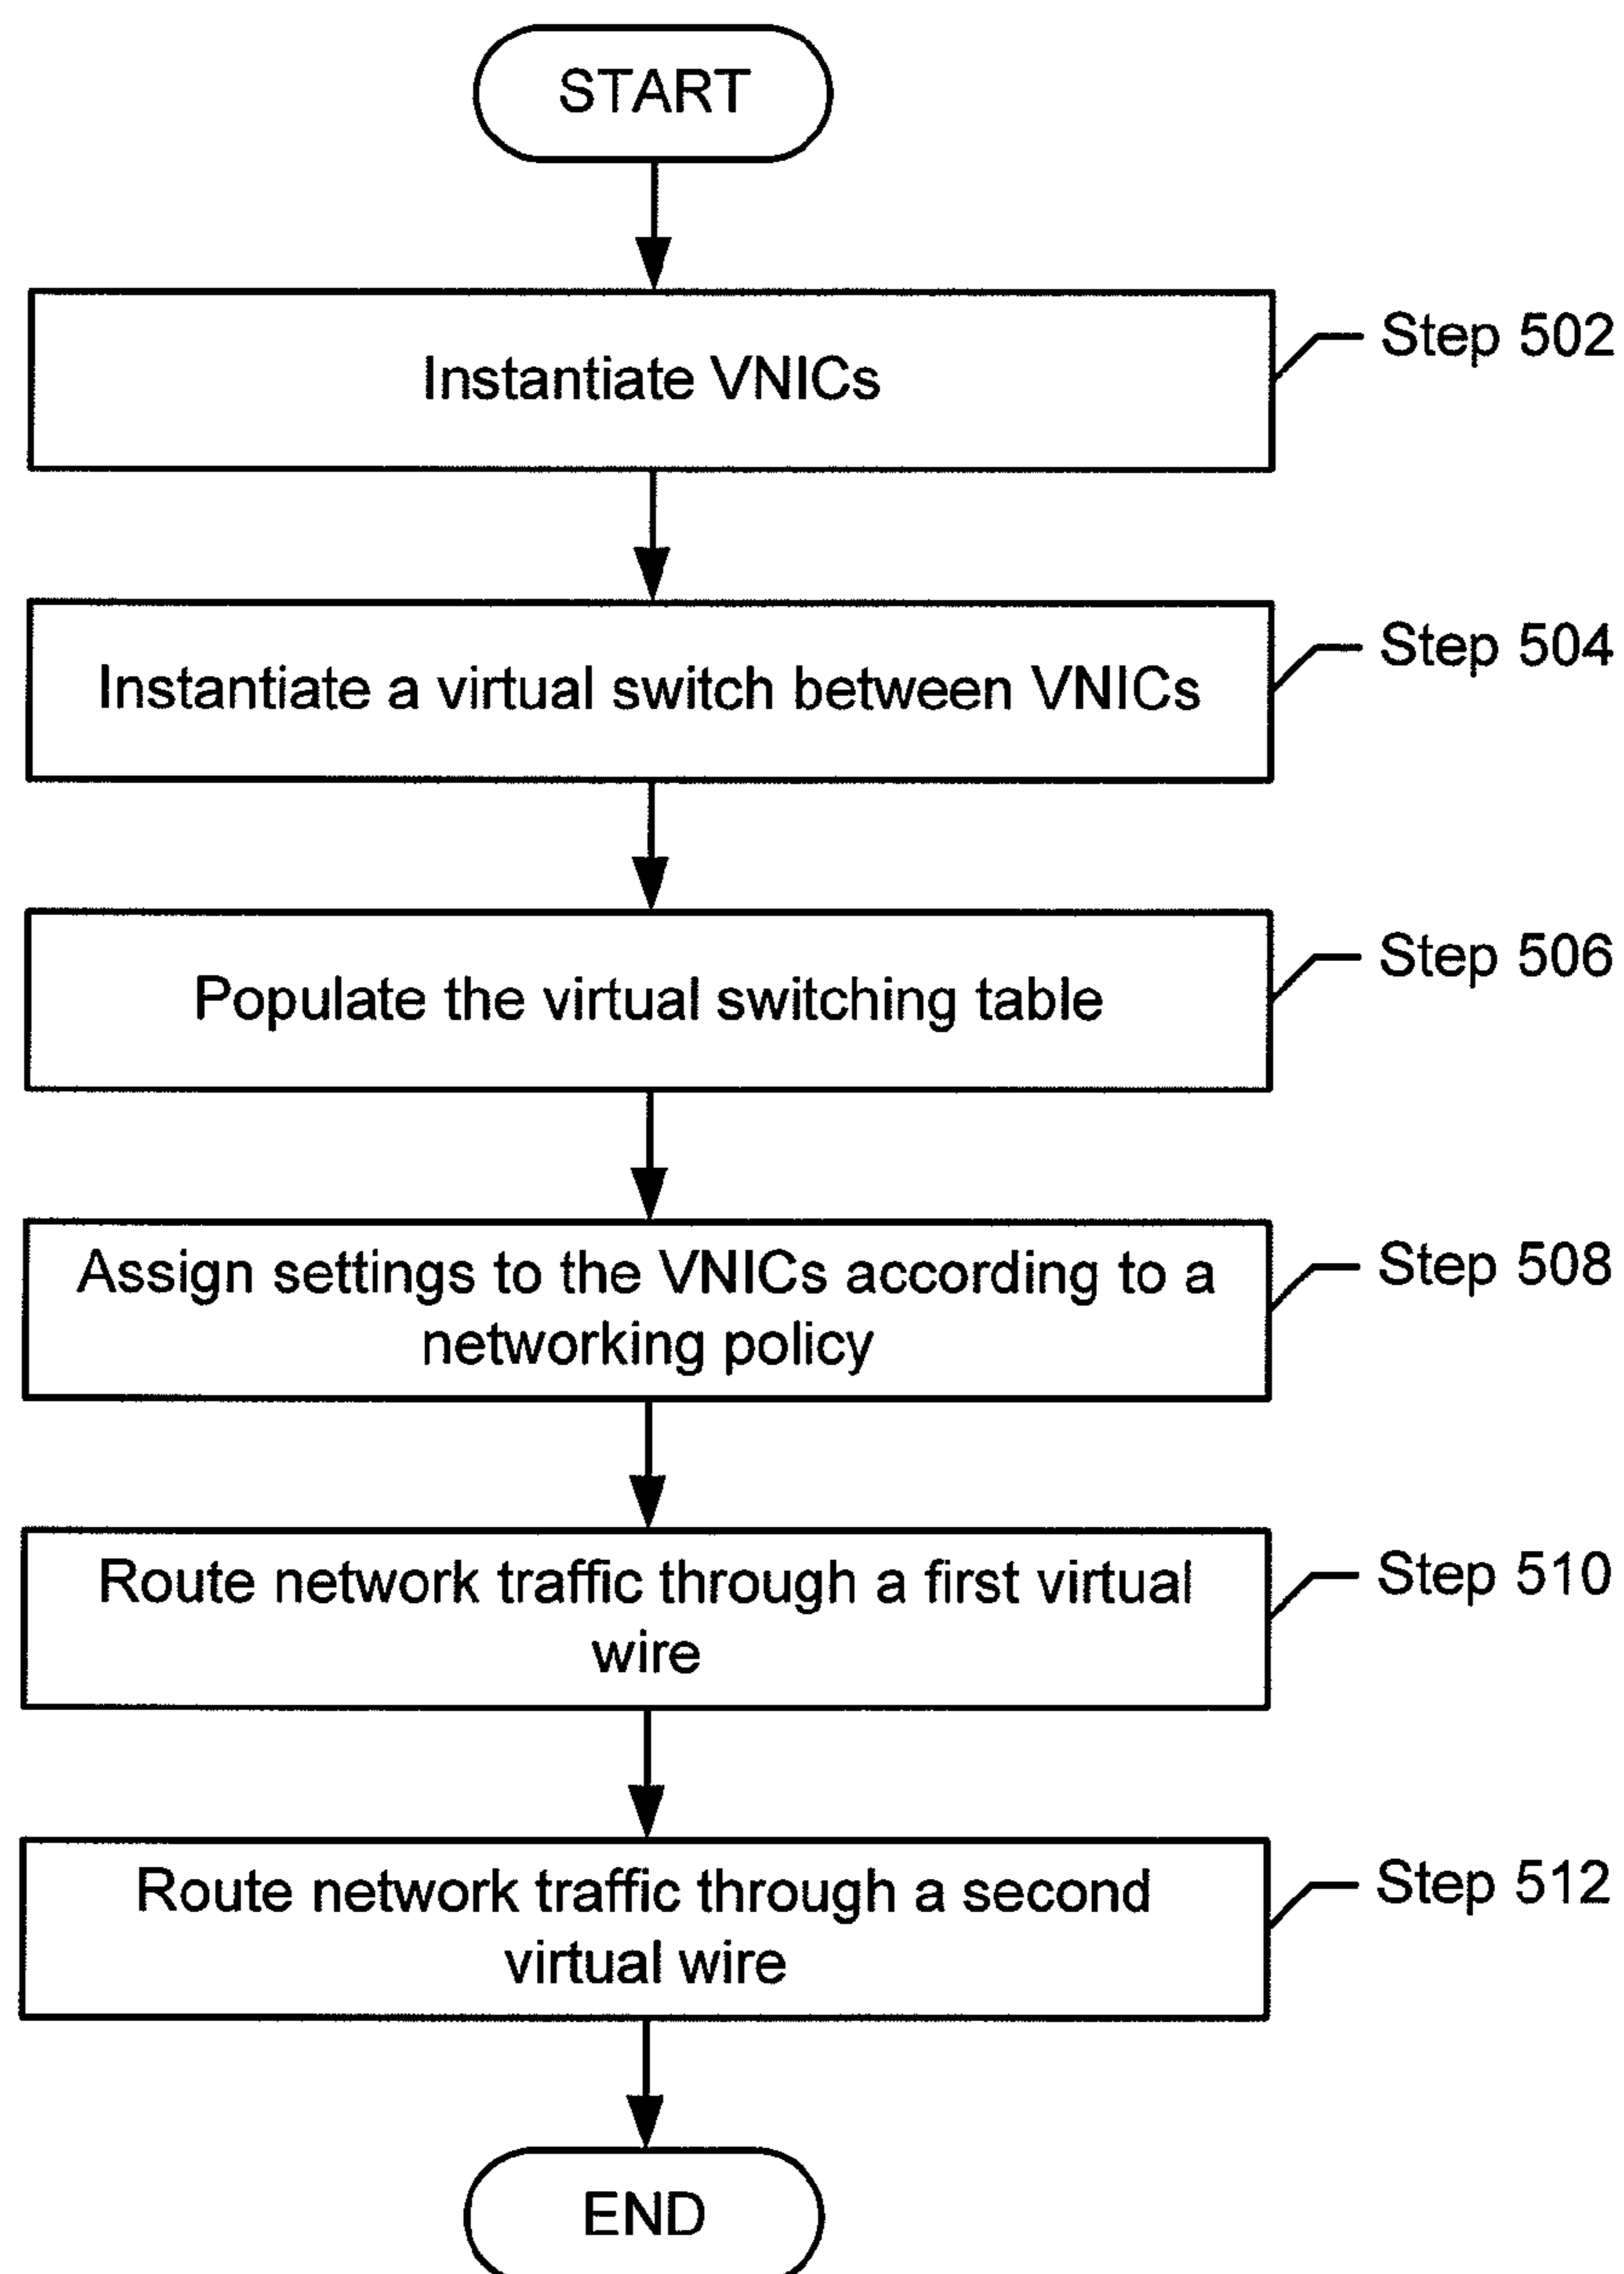 START
Instantiate VNICs
Step 502
Instantiate a virtual switch between VNICs
Step 504
Populate the virtual switching table
Step 506
Assign settings to the VNICs according to a
networking policy
Step 508
Route network traffic through a first virtual
wire
Step 510
Route network traffic through a second
virtual wire
Step 512
END